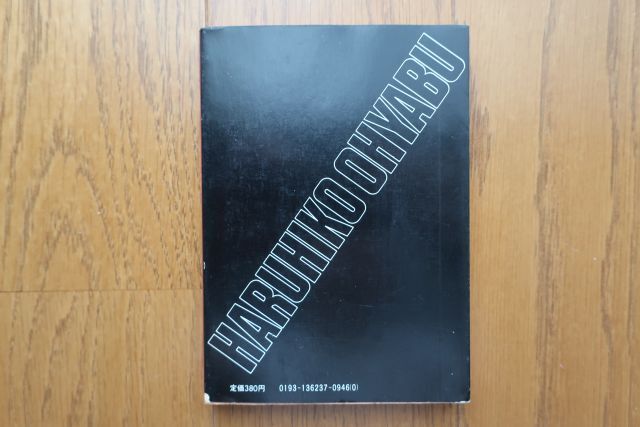 HARUHIKO OHYABU
定価380円 0193-136237-0946(0)